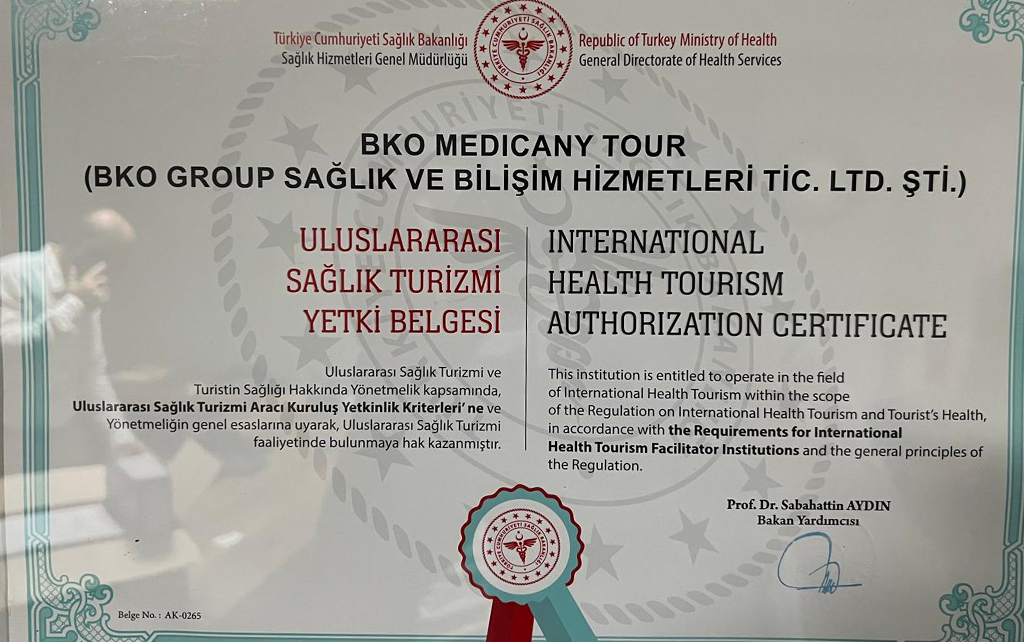 Türkiye Cumhuriyeti Sağlık Bakanlığı
Sağlık Hizmetleri Genel Müdürlüğü
Republic of Turkey Ministry of Health
General Directorate of Health Services
BKO MEDICANY TOUR
(BKO GROUP SAĞLIK VE BİLİŞİM HİZMETLERİ TİC. LTD. ŞTİ.)
ULUSLARARASI
SAĞLIK TURİZMİ
YETKİ BELGESİ
INTERNATIONAL
HEALTH TOURISM
AUTHORIZATION CERTIFICATE
Uluslararası Sağlık Turizmi ve
Turistin Sağlığı Hakkında Yönetmelik kapsamında,
Uluslararası Sağlık Turizmi Aracı Kuruluş Yetkinlik Kriterleri' ne ve
Yönetmeliğin genel esaslarına uyarak, Uluslararası Sağlık Turizmi
faaliyetinde bulunmaya hak kazanmıştır.
This institution is entitled to operate in the field
of International Health Tourism within the scope
of the Regulation on International Health Tourism and Tourist's Health,
in accordance with the Requirements for International
Health Tourism Facilitator Institutions and the general principles of
the Regulation.
Prof. Dr. Sabahattin AYDIN
Bakan Yardımcısı
Belge No. : AK-0265